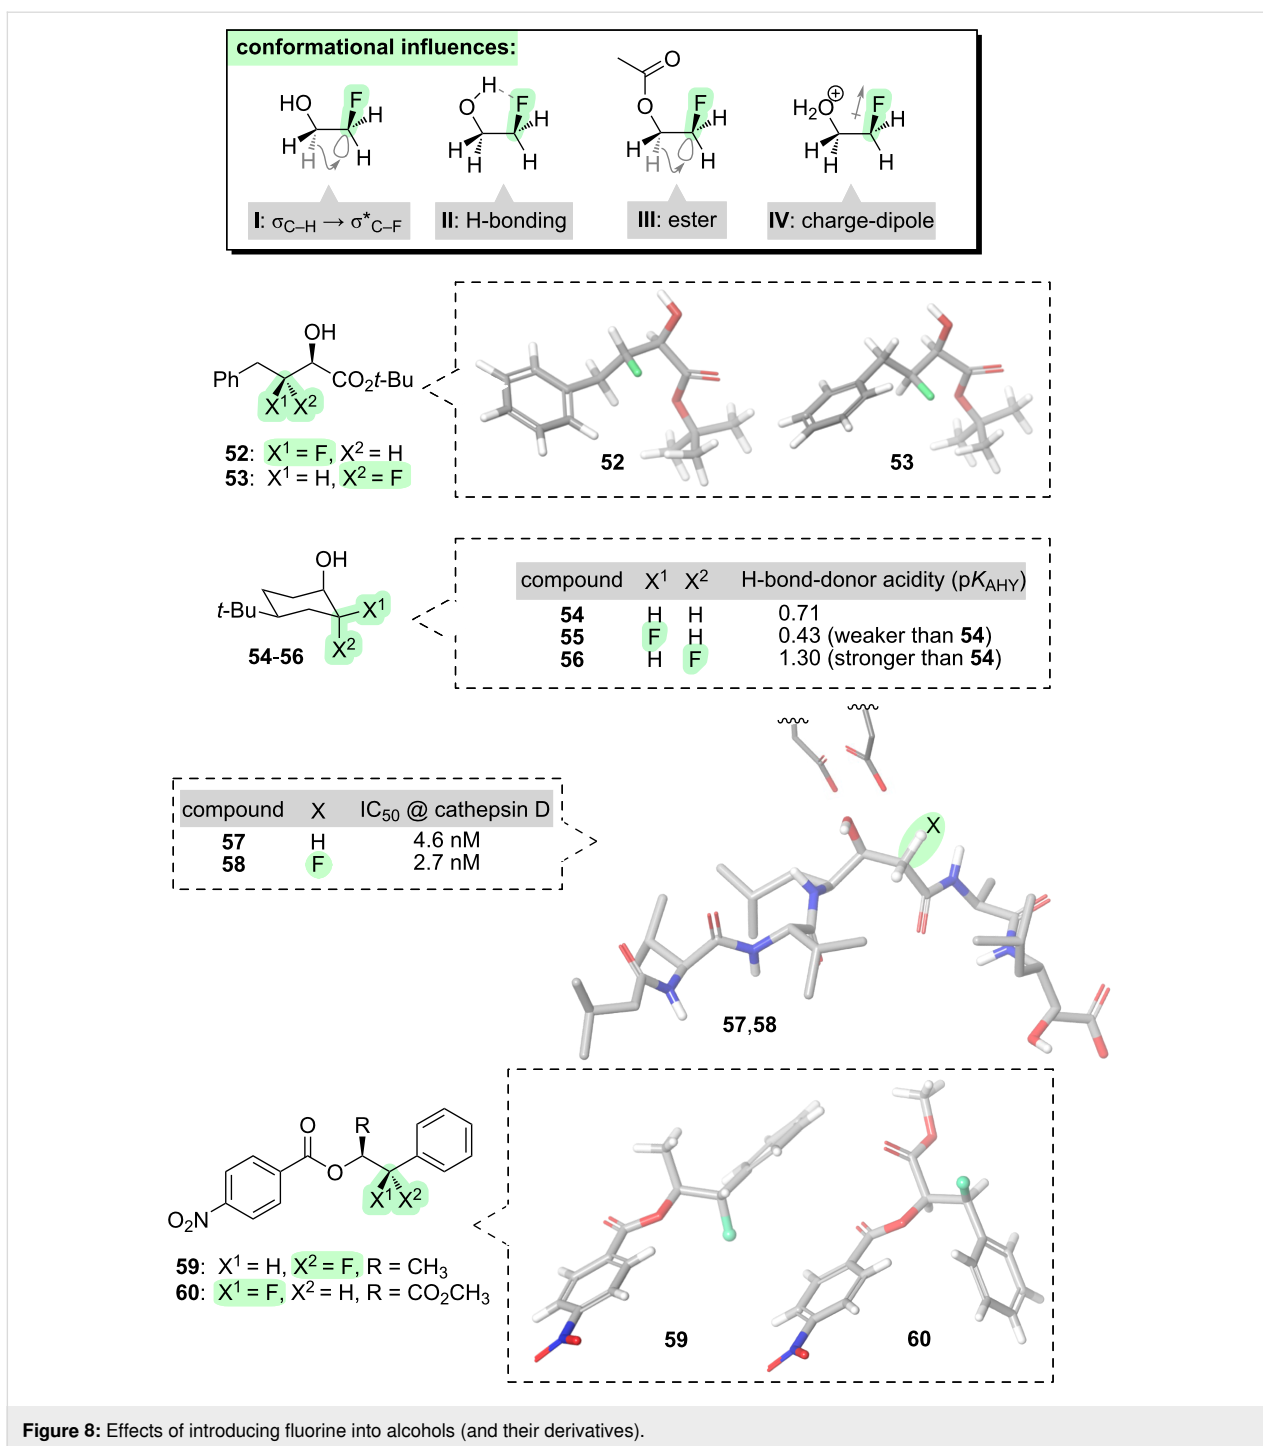 conformational influences:
HO F H H H H
H O F H H H H
O O F H H H H
H₂O⊕ F H H H H
I: σC–H → σ*C–F
II: H-bonding
III: ester
IV: charge-dipole
OH
Ph CO₂t-Bu
X¹ X²
52: X¹ = F, X² = H
53: X¹ = H, X² = F
52 53
OH
t-Bu X¹
X²
54-56
compound X¹ X² H-bond-donor acidity (pK_AHY)
54 H H 0.71
55 F H 0.43 (weaker than 54)
56 H F 1.30 (stronger than 54)
compound X IC₅₀ @ cathepsin D
57 H 4.6 nM
58 F 2.7 nM
X
57,58
O R
O
X¹ X²
O₂N
59: X¹ = H, X² = F, R = CH₃
60: X¹ = F, X² = H, R = CO₂CH₃
59 60
Figure 8: Effects of introducing fluorine into alcohols (and their derivatives).